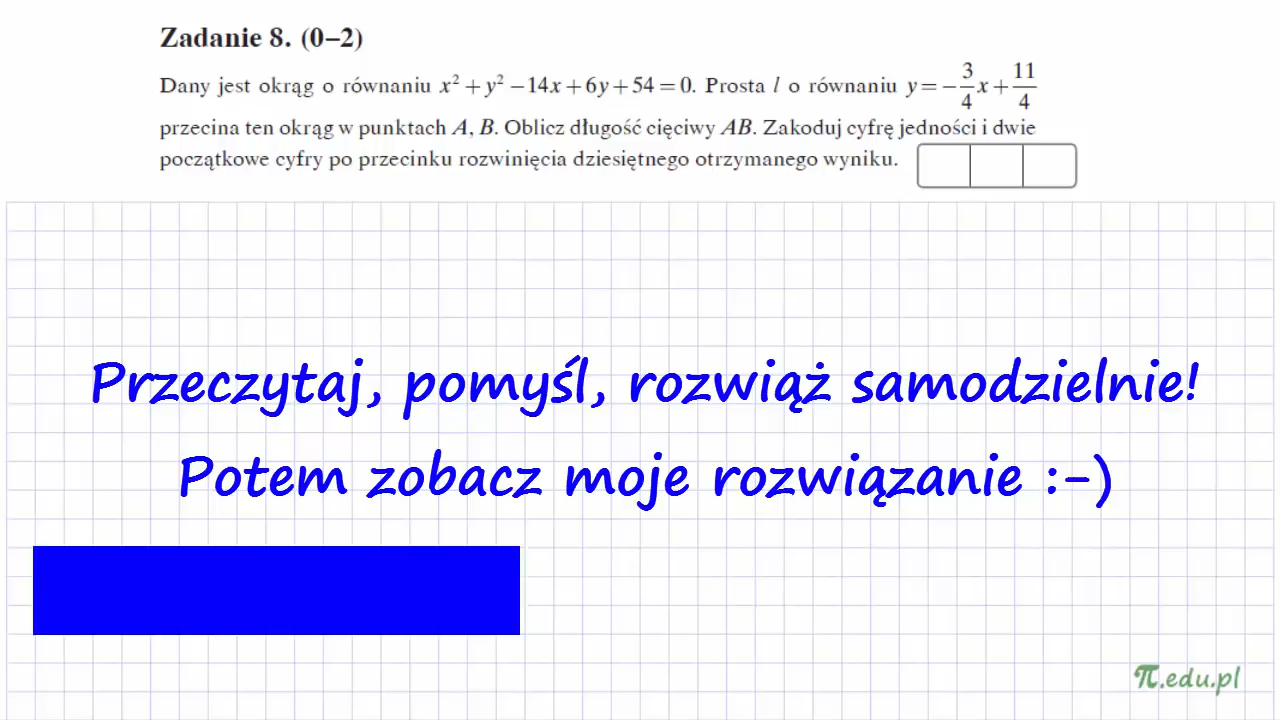 Zadanie 8. (0–2)
Dany jest okrąg o równaniu x² + y² – 14x + 6y + 54 = 0. Prosta l o równaniu y = –3/4x + 11/4
przecina ten okrąg w punktach A, B. Oblicz długość cięciwy AB. Zakoduj cyfrę jedności i dwie
początkowe cyfry po przecinku rozwinięcia dziesiętnego otrzymanego wyniku.
Przeczytaj, pomyśl, rozwiąż samodzielnie!
Potem zobacz moje rozwiązanie :-)
π.edu.pl